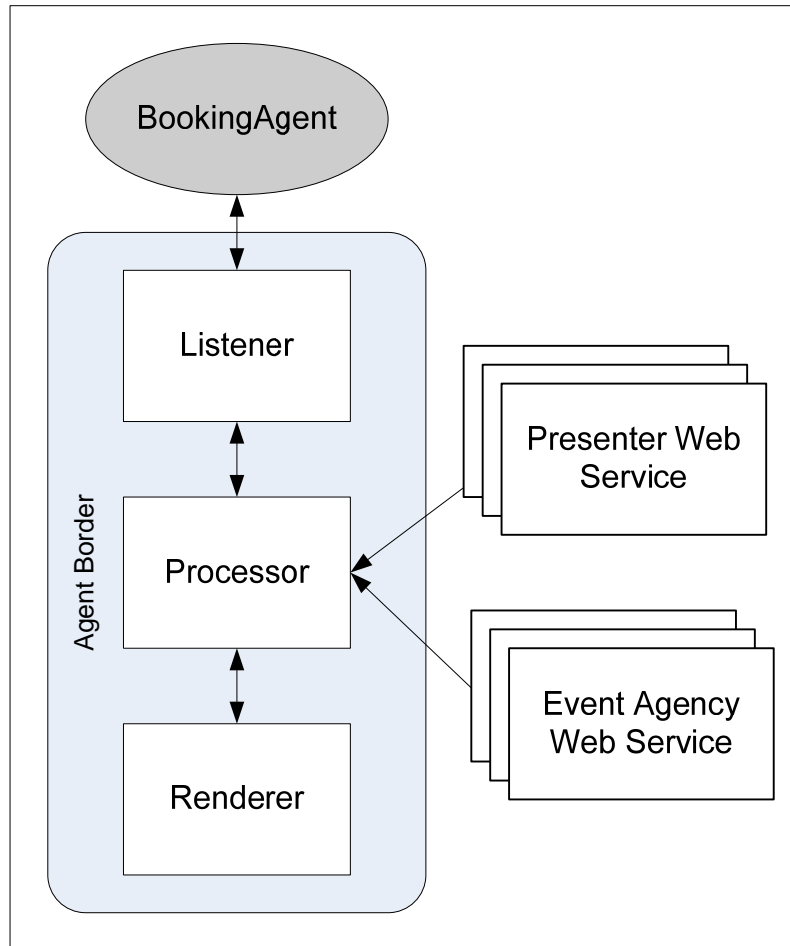 BookingAgent
Listener
Presenter Web
Service
Agent Border
Processor
Event Agency
Web Service
Renderer